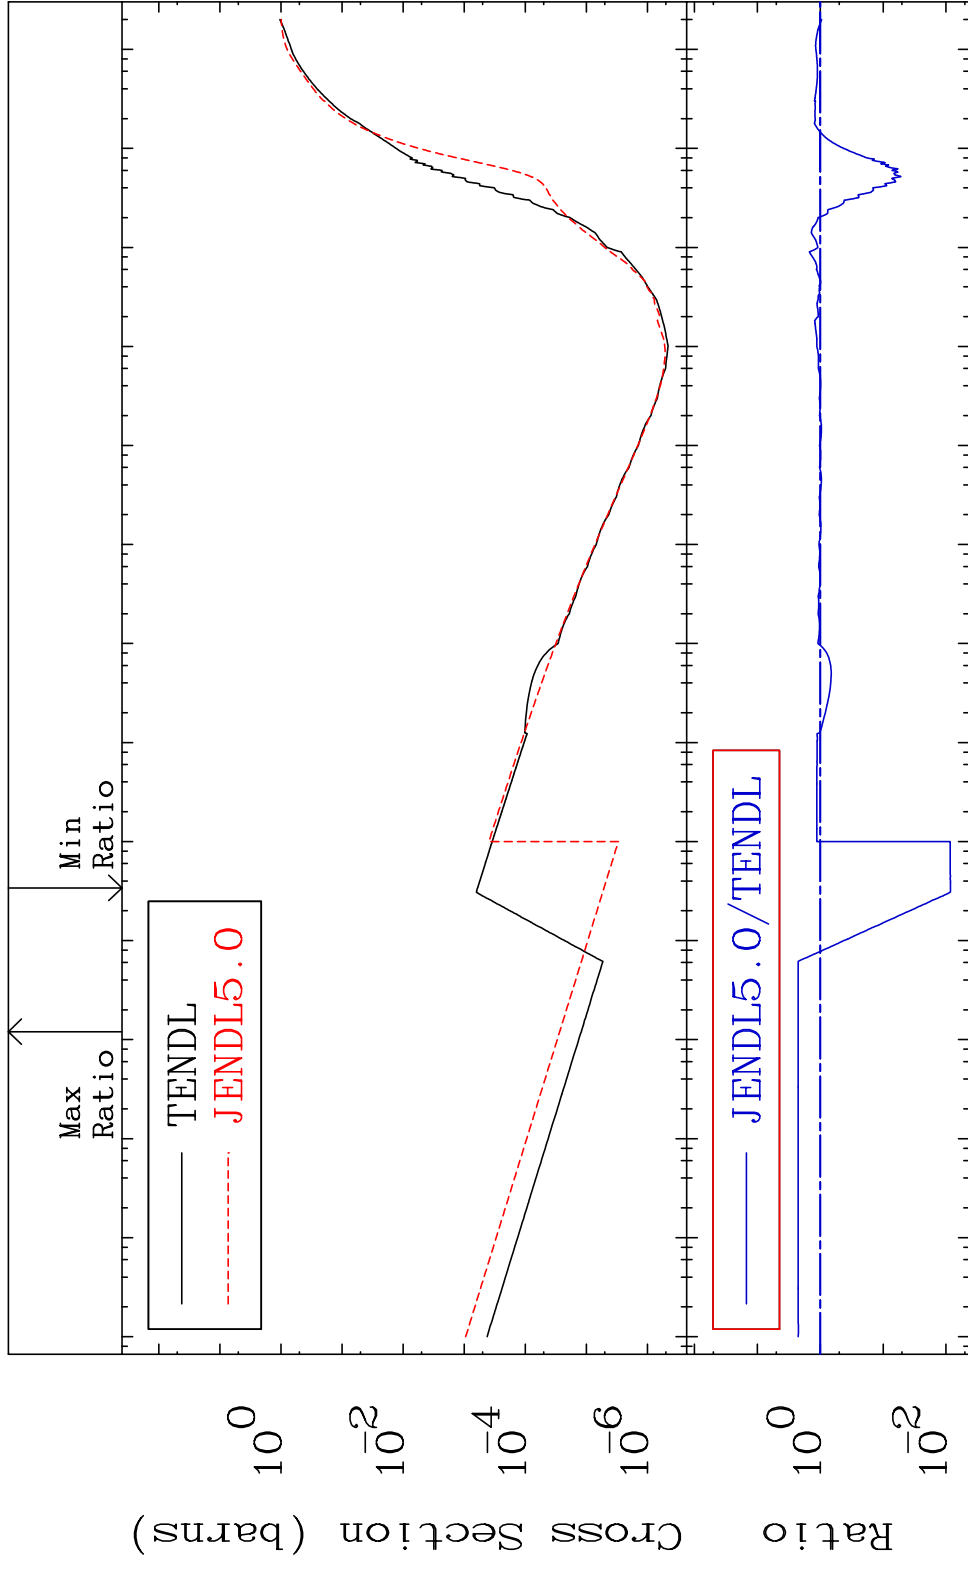 Max
Ratio
Min
Ratio
TENDL
JENDL5.0
JENDL5.0/TENDL
10^0
10^-2
10^-4
10^-6
Cross Section (barns)
10^0
10^-2
Ratio